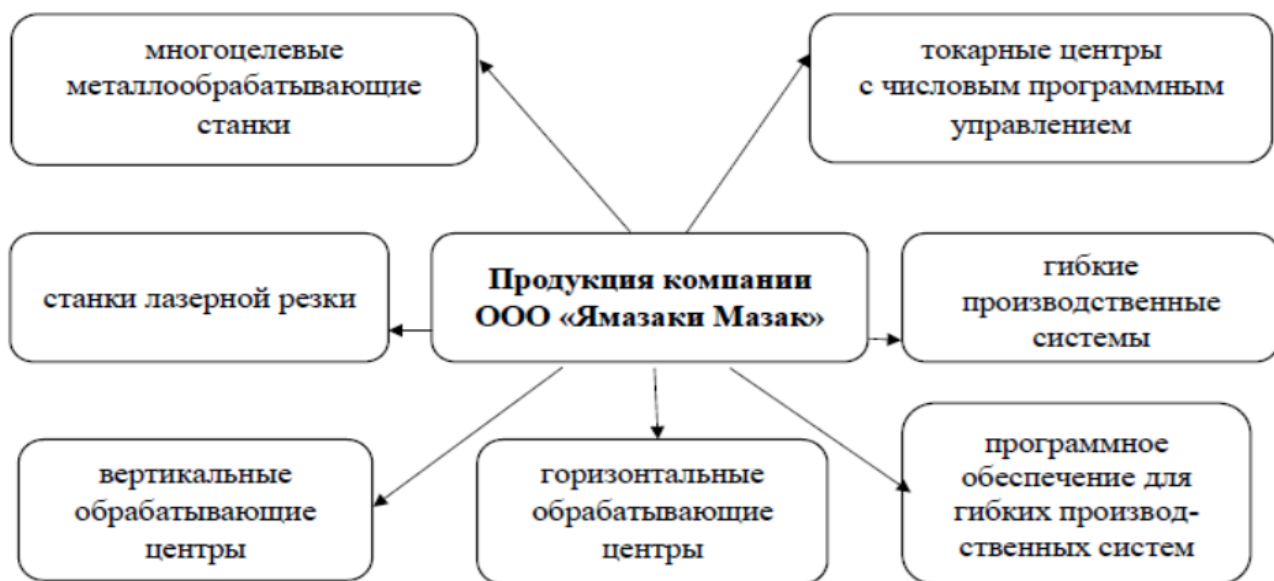 многоцелевые
металлообрабатывающие
станки
токарные центры
с числовым программным
управлением
станки лазерной резки
Продукция компании
ООО «Ямазаки Мазак»
гибкие
производственные
системы
вертикальные
обрабатывающие
центры
горизонтальные
обрабатывающие
центры
программное
обеспечение для
гибких производ-
ственных систем